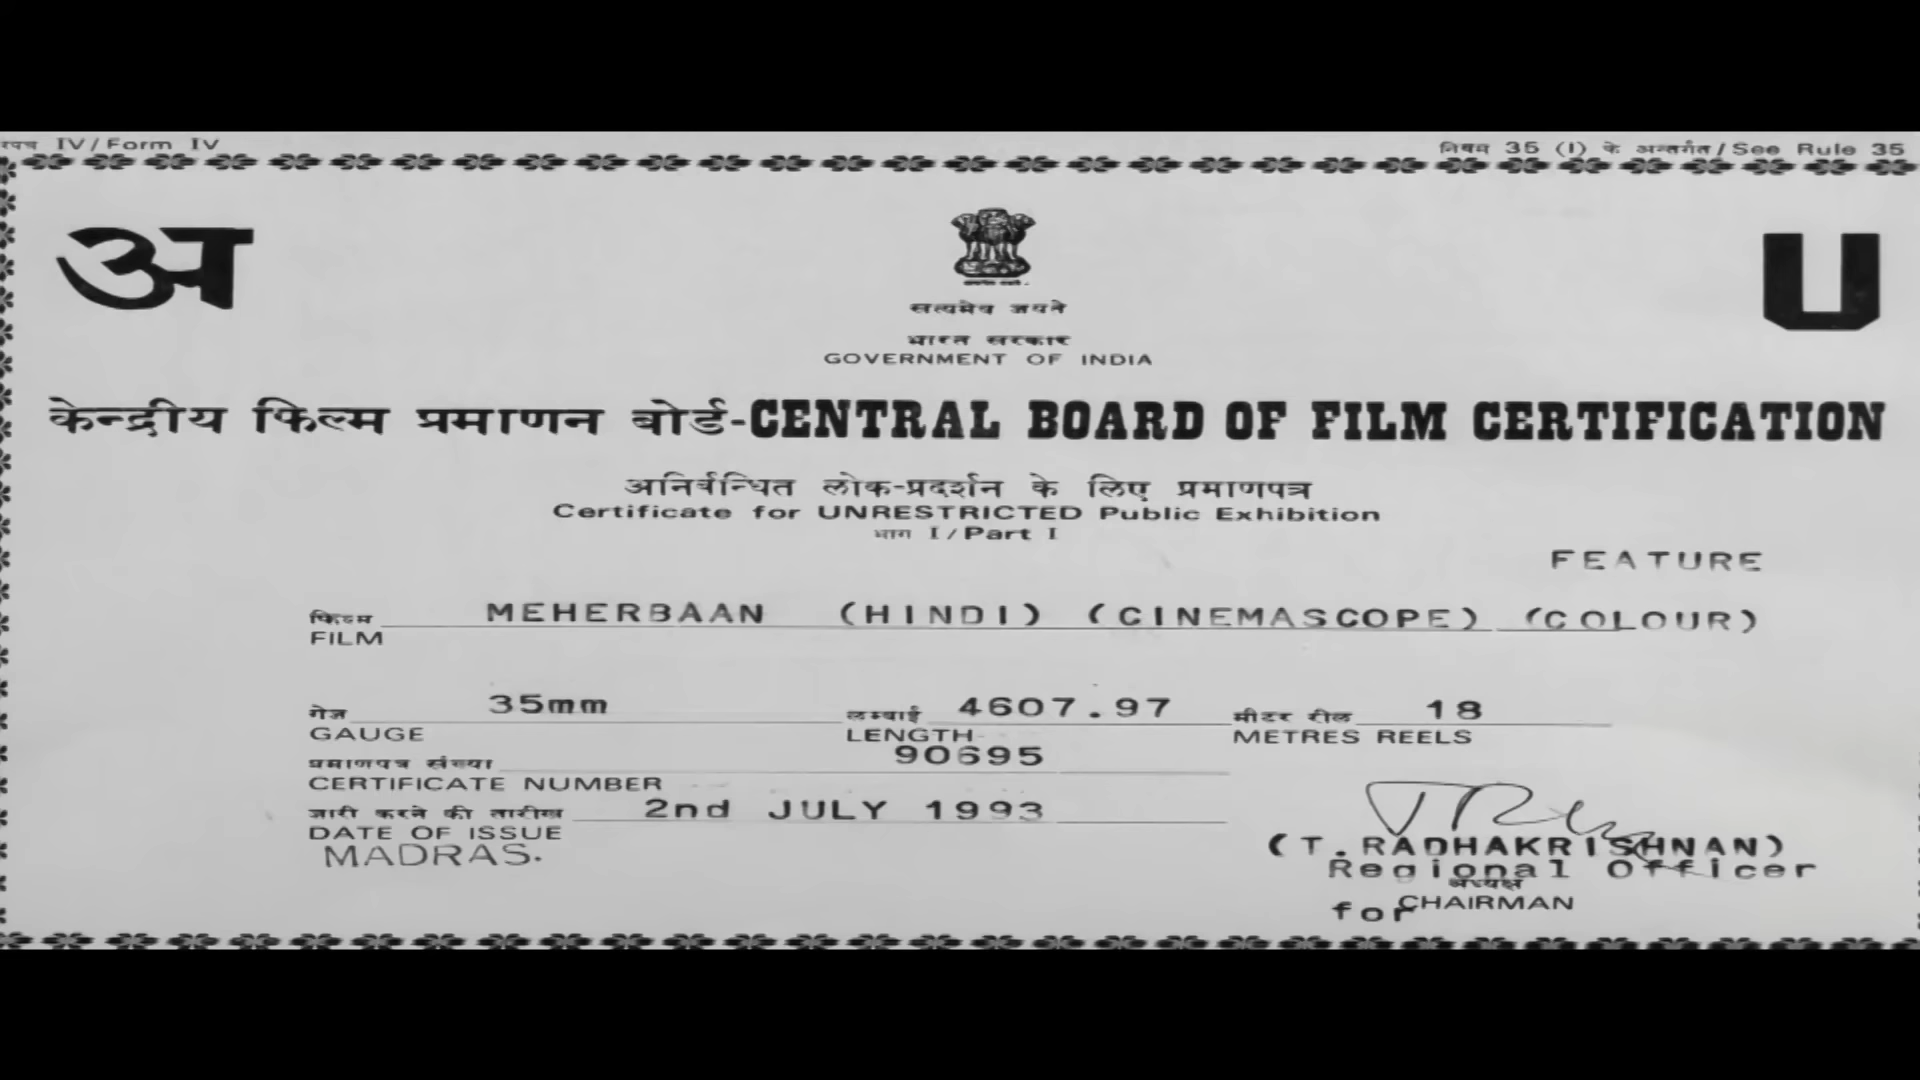 IV/Form IV
नियम 35 (I) के अन्तर्गत/See Rule 35
अ
U
सत्यमेव जयते
भारत सरकार
GOVERNMENT OF INDIA
केन्द्रीय फिल्म प्रमाणन बोर्ड-CENTRAL BOARD OF FILM CERTIFICATION
अनिर्बन्धित लोक-प्रदर्शन के लिए प्रमाणपत्र
Certificate for UNRESTRICTED Public Exhibition
भाग I/Part I
FEATURE
फिल्म MEHERBAAN (HINDI) (CINEMASCOPE) (COLOUR)
FILM
गेज 35mm लम्बाई 4607.97 मीटर रील 18
GAUGE LENGTH METRES REELS
प्रमाणपत्र संख्या 90695
CERTIFICATE NUMBER
जारी करने की तारीख 2nd JULY 1993
DATE OF ISSUE
MADRAS.
(T.RADHAKRISHNAN)
Regional Officer
अध्यक्ष
for CHAIRMAN